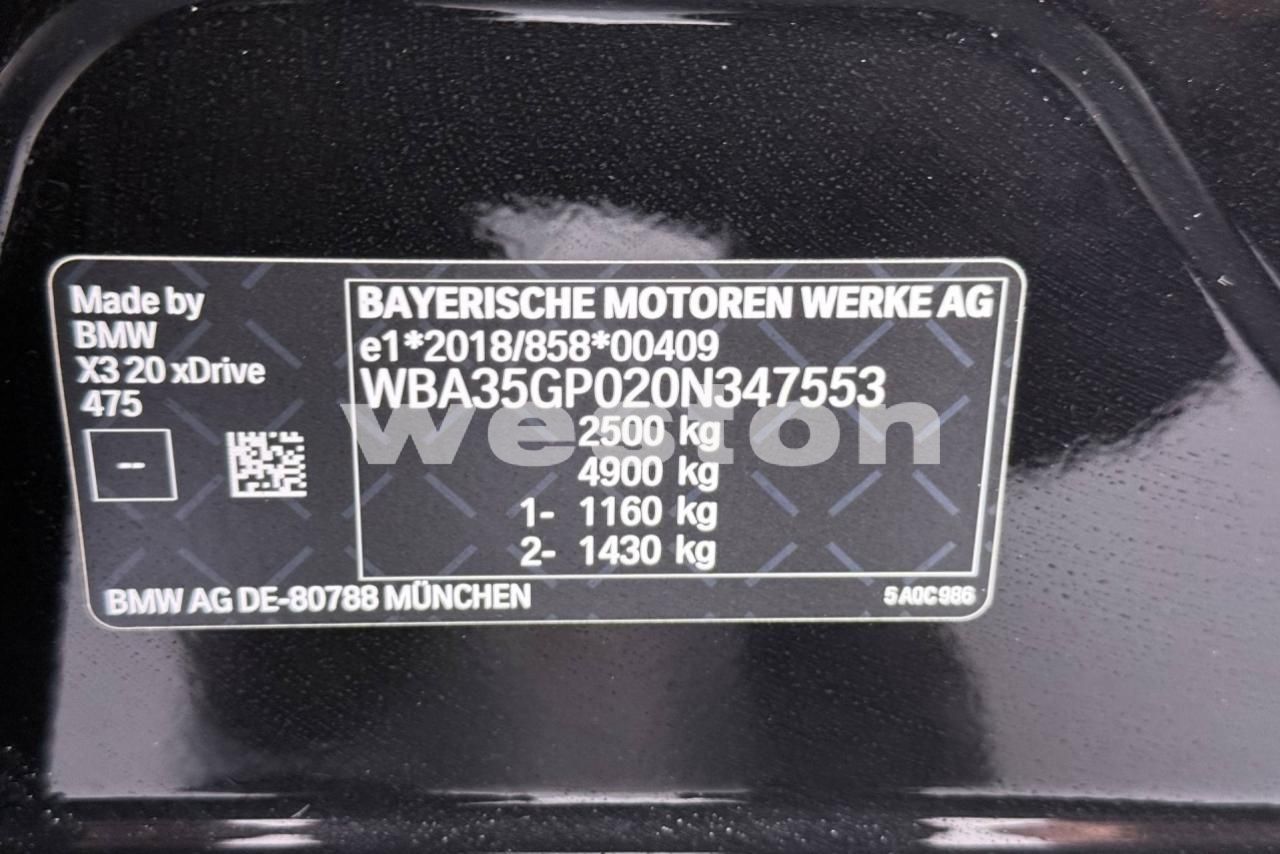 Made by
BMW
X3 20 xDrive
475
--
BAYERISCHE MOTOREN WERKE AG
e1*2018/858*00409
WBA35GP020N347553
weston
2500 kg
4900 kg
1- 1160 kg
2- 1430 kg
BMW AG DE-80788 MÜNCHEN
5A0C986